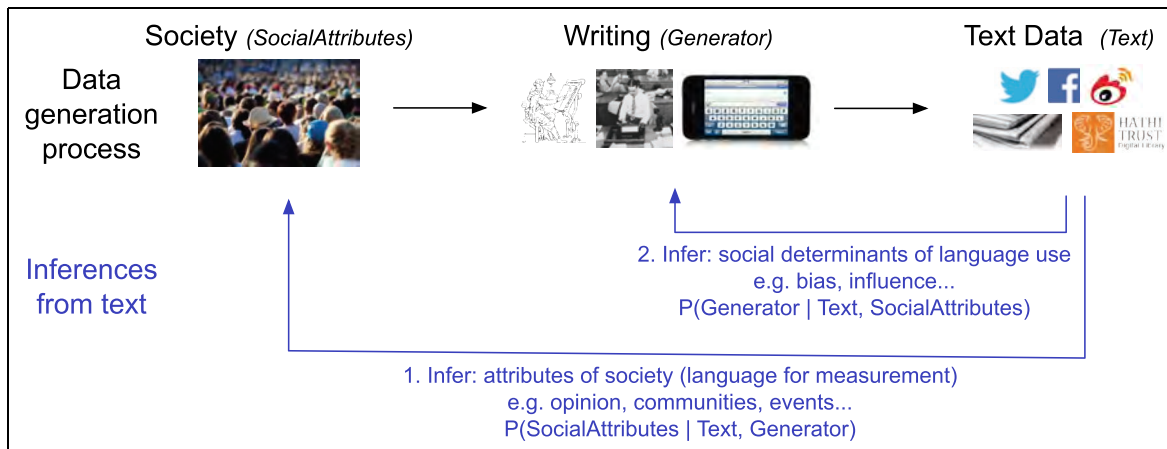 Society (SocialAttributes)
Writing (Generator)
Text Data (Text)
Data
generation
process
HATHI
TRUST
Digital Library
2. Infer: social determinants of language use
e.g. bias, influence...
P(Generator | Text, SocialAttributes)
Inferences
from text
1. Infer: attributes of society (language for measurement)
e.g. opinion, communities, events...
P(SocialAttributes | Text, Generator)